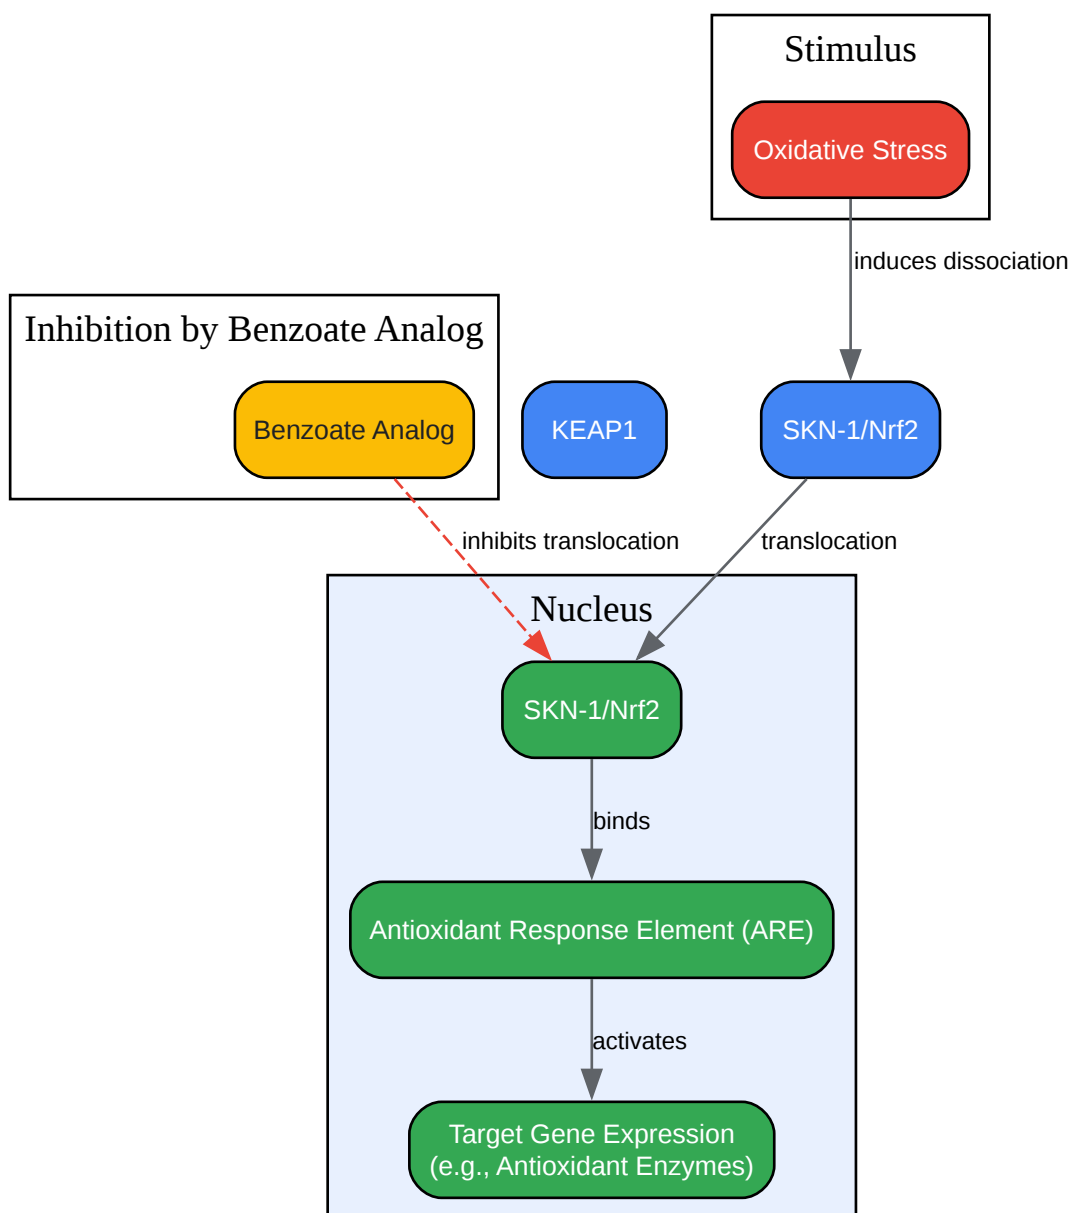 Stimulus
Oxidative Stress
induces dissociation
Inhibition by Benzoate Analog
Benzoate Analog
KEAP1
SKN-1/Nrf2
inhibits translocation
translocation
Nucleus
SKN-1/Nrf2
binds
Antioxidant Response Element (ARE)
activates
Target Gene Expression
(e.g., Antioxidant Enzymes)